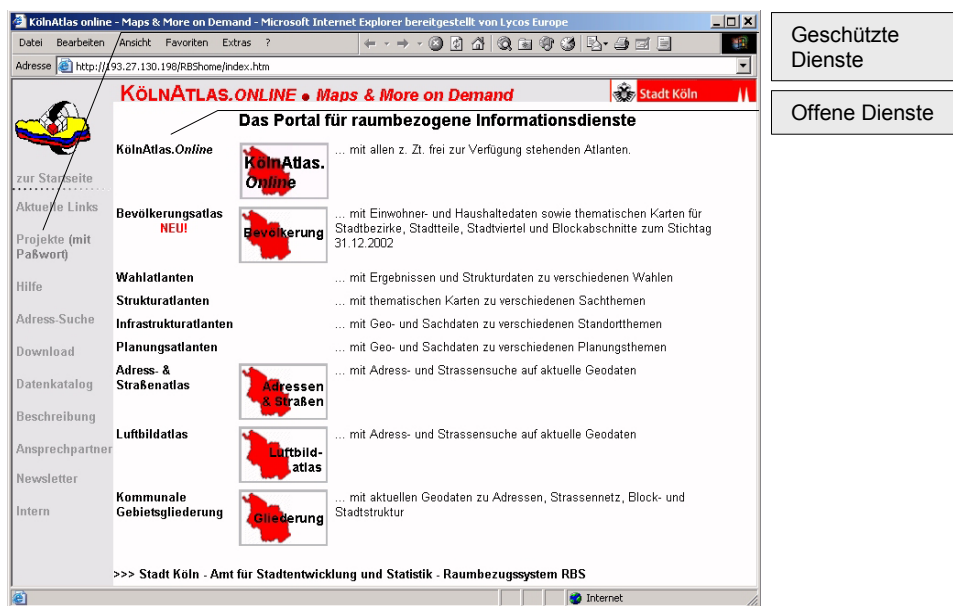 KölnAtlas online - Maps & More on Demand - Microsoft Internet Explorer bereitgestellt von Lycos Europe
Datei Bearbeiten Ansicht Favoriten Extras ?
Adresse http://193.27.130.198/RBShome/index.htm
KÖLNATLAS.ONLINE • Maps & More on Demand
Stadt Köln
Das Portal für raumbezogene Informationsdienste
zur Startseite
Aktuelle Links
Projekte (mit
Paßwort)
Hilfe
Adress-Suche
Download
Datenkatalog
Beschreibung
Ansprechpartner
Newsletter
Intern
KölnAtlas.Online
KölnAtlas.
Online
... mit allen z. Zt. frei zur Verfügung stehenden Atlanten.
Bevölkerungsatlas
NEU!
Bevölkerung
... mit Einwohner- und Haushaltedaten sowie thematischen Karten für
Stadtbezirke, Stadtteile, Stadtviertel und Blockabschnitte zum Stichtag
31.12.2002
Wahlatlanten
... mit Ergebnissen und Strukturdaten zu verschiedenen Wahlen
Strukturatlanten
... mit thematischen Karten zu verschiedenen Sachthemen
Infrastrukturatlanten
... mit Geo- und Sachdaten zu verschiedenen Standortthemen
Planungsatlanten
... mit Geo- und Sachdaten zu verschiedenen Planungsthemen
Adress- &
Straßenatlas
Adressen
& Straßen
... mit Adress- und Strassensuche auf aktuelle Geodaten
Luftbildatlas
Luftbild-
atlas
... mit Adress- und Strassensuche auf aktuelle Geodaten
Kommunale
Gebietsgliederung
Gliederung
... mit aktuellen Geodaten zu Adressen, Strassennetz, Block- und
Stadtstruktur
>>> Stadt Köln - Amt für Stadtentwicklung und Statistik - Raumbezugssystem RBS
Internet
Geschützte
Dienste
Offene Dienste